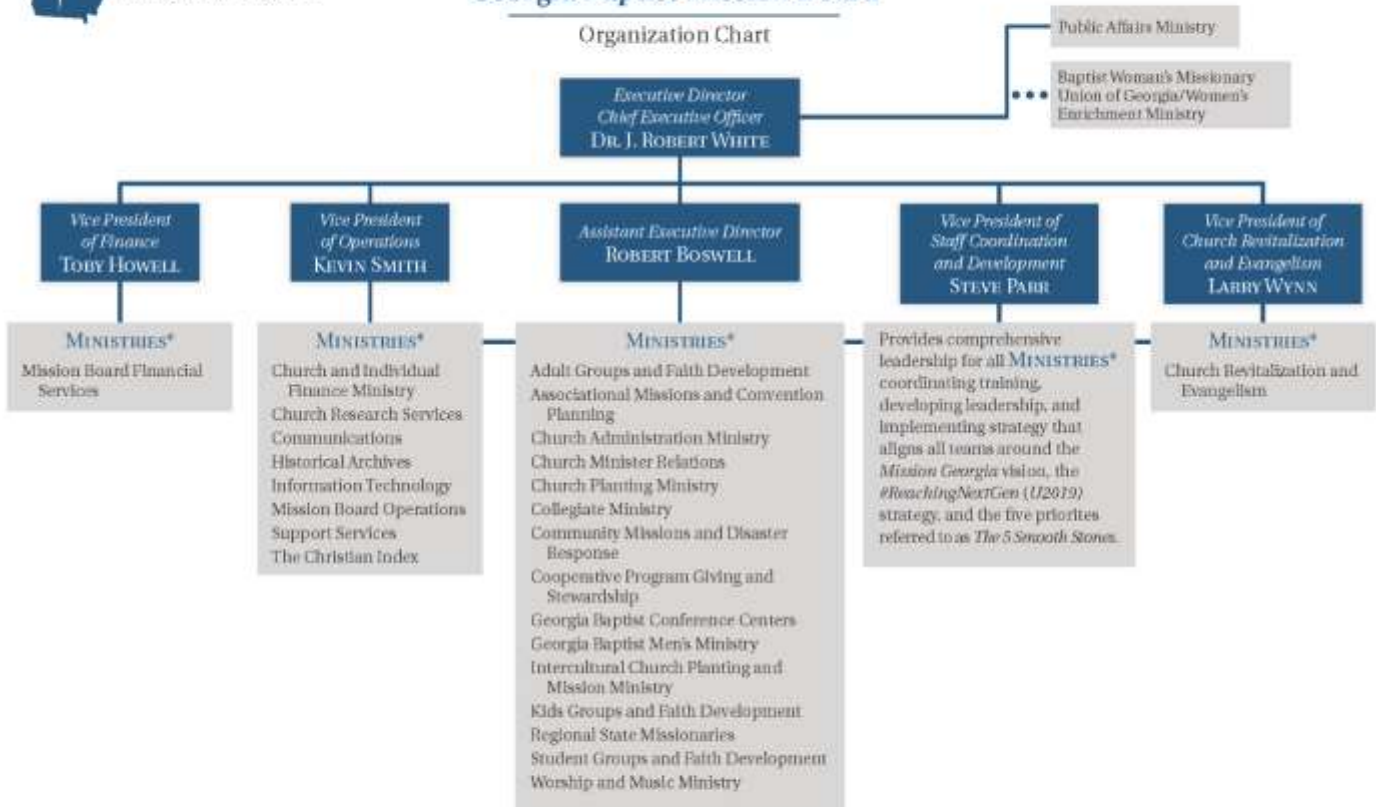 Organization Chart
Public Affairs Ministry
Baptist Woman's Missionary
Union of Georgia/Women's
Enrichment Ministry
Executive Director
Chief Executive Officer
DR. J. ROBERT WHITE
Vice President
of Finance
TOBY HOWELL
Vice President
of Operations
KEVIN SMITH
Assistant Executive Director
ROBERT BOSWELL
Vice President of
Staff Coordination
and Development
STEVE PARR
Vice President of
Church Revitalization
and Evangelism
LARRY WYNN
MINISTRIES*
Mission Board Financial
Services
MINISTRIES*
Church and Individual
Finance Ministry
Church Research Services
Communications
Historical Archives
Information Technology
Mission Board Operations
Support Services
The Christian Index
MINISTRIES*
Adult Groups and Faith Development
Associational Missions and Convention
Planning
Church Administration Ministry
Church Minister Relations
Church Planting Ministry
Collegiate Ministry
Community Missions and Disaster
Response
Cooperative Program Giving and
Stewardship
Georgia Baptist Conference Centers
Georgia Baptist Men's Ministry
Intercultural Church Planting and
Mission Ministry
Kids Groups and Faith Development
Regional State Missionaries
Student Groups and Faith Development
Worship and Music Ministry
Provides comprehensive
leadership for all MINISTRIES*
coordinating training,
developing leadership, and
implementing strategy that
aligns all teams around the
Mission Georgia vision, the
#ReachingNextGen (U2019)
strategy, and the five priorites
referred to as The 5 Smooth Stones.
MINISTRIES*
Church Revitalization and
Evangelism